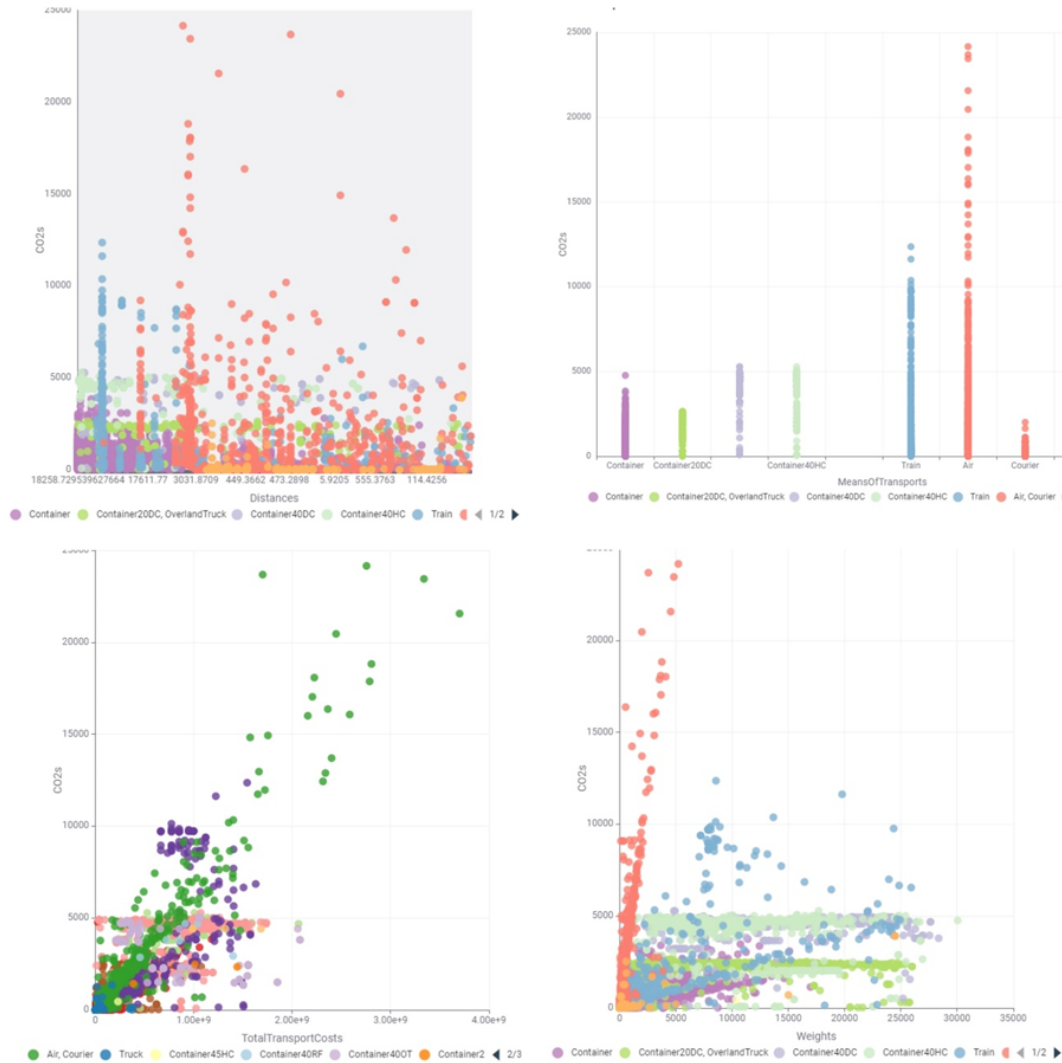 25000
20000
15000
10000
5000
0
CO2s
18258.729539627664 17611.77 3031.8709 449.3662 473.2898 5.9205 555.3763 114.4256
Distances
Container Container20DC, OverlandTruck Container40DC Container40HC Train 1/2
25000
20000
15000
10000
5000
0
CO2s
Container Container20DC Container40HC Train Air Courier
MeansOfTransports
Container Container20DC, OverlandTruck Container40DC Container40HC Train Air, Courier
20000
15000
10000
5000
0
CO2s
0 1.00e+9 2.00e+9 3.00e+9 4.00e+9
TotalTransportCosts
Air, Courier Truck Container45HC Container40RF Container40OT Container2 2/3
20000
15000
10000
5000
0
CO2s
0 5000 10000 15000 20000 25000 30000 35000
Weights
Container Container20DC, OverlandTruck Container40DC Container40HC Train 1/2